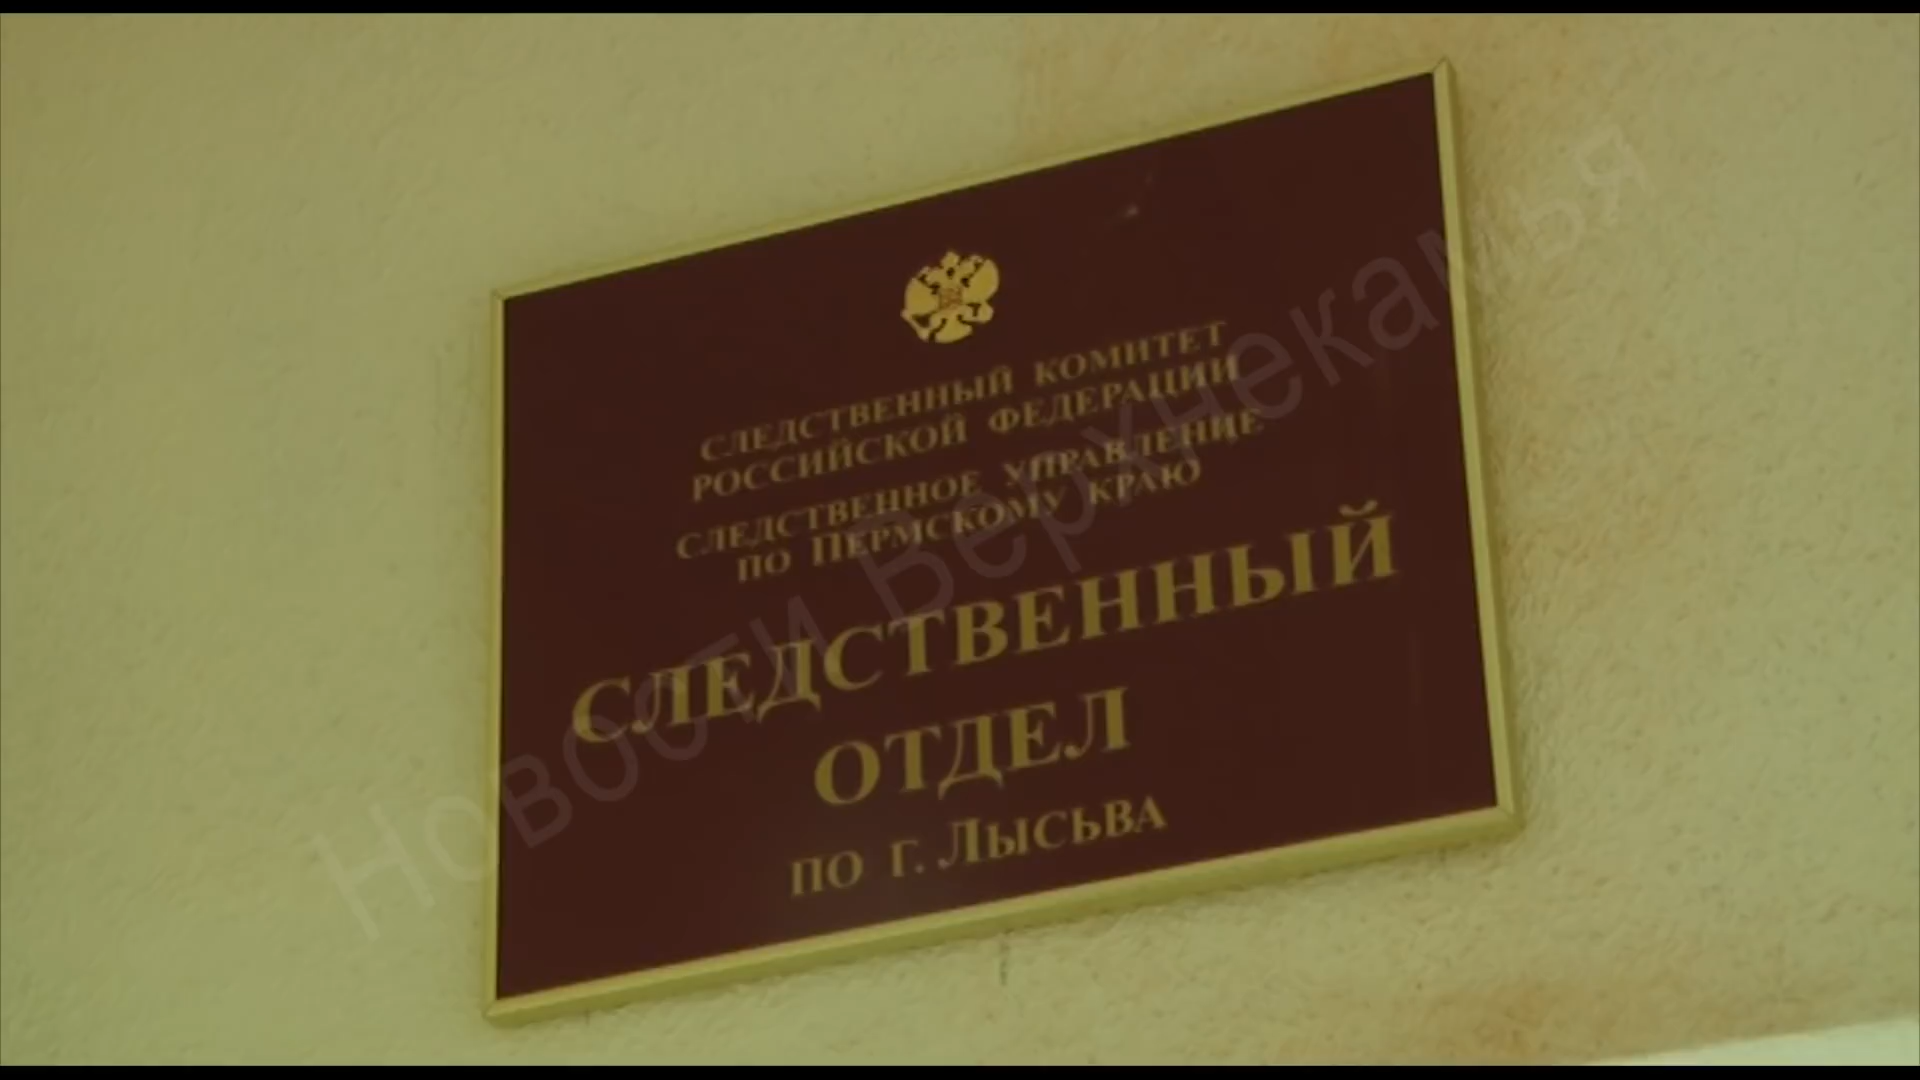 СЛЕДСТВЕННЫЙ КОМИТЕТ
РОССИЙСКОЙ ФЕДЕРАЦИИ
СЛЕДСТВЕННОЕ УПРАВЛЕНИЕ
ПО ПЕРМСКОМУ КРАЮ
СЛЕДСТВЕННЫЙ
ОТДЕЛ
ПО Г. ЛЫСЬВА
Новости Верхнекамья